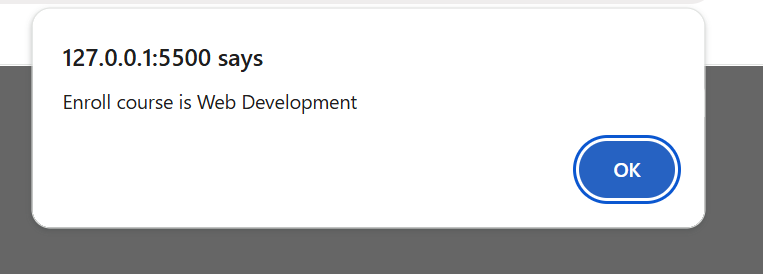 127.0.0.1:5500 says
Enroll course is Web Development
OK